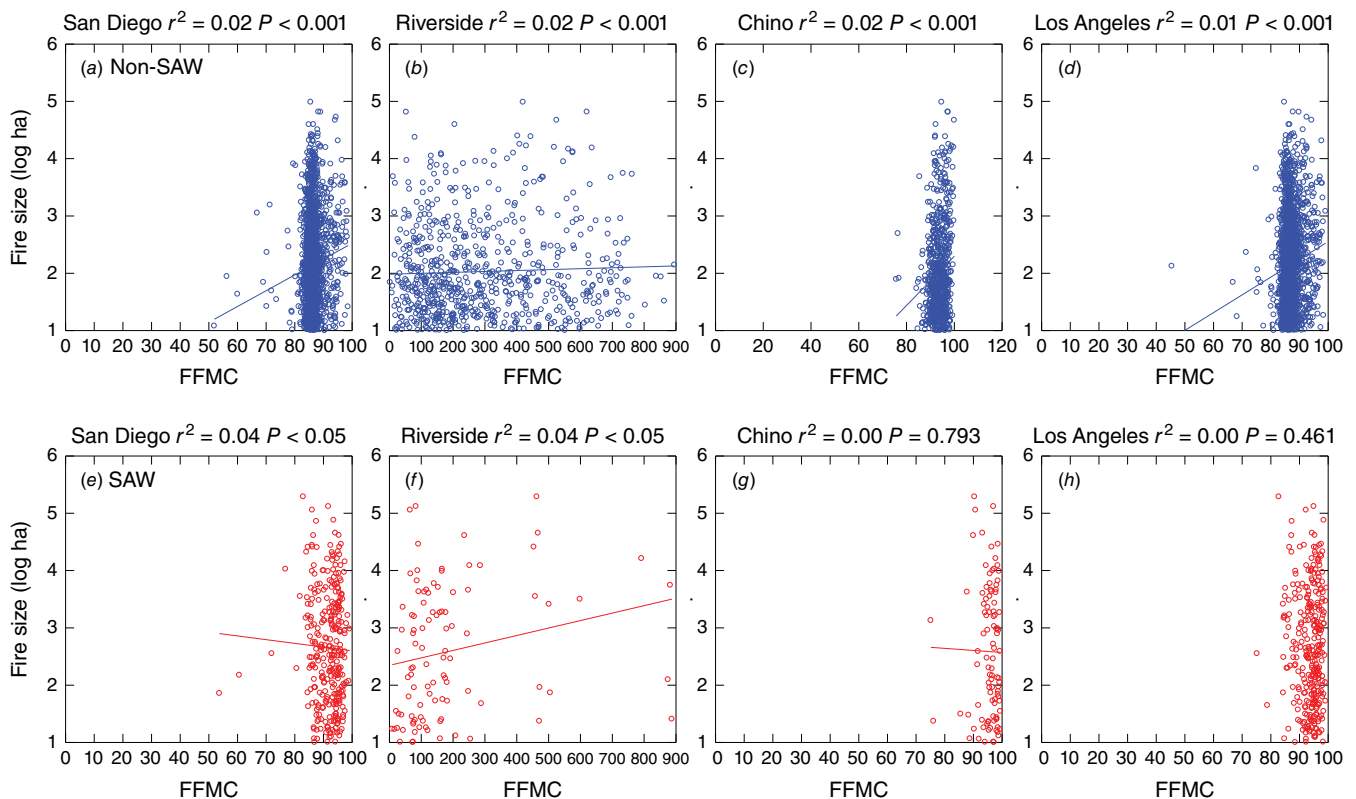 San Diego r² = 0.02 P < 0.001
Riverside r² = 0.02 P < 0.001
Chino r² = 0.02 P < 0.001
Los Angeles r² = 0.01 P < 0.001
(a) Non-SAW
(b)
(c)
(d)
Fire size (log ha)
6
5
4
3
2
1
0 10 20 30 40 50 60 70 80 90 100
0 100 200 300 400 500 600 700 800 900
0 20 40 60 80 100 120
0 10 20 30 40 50 60 70 80 90 100
FFMC
FFMC
FFMC
FFMC
San Diego r² = 0.04 P < 0.05
Riverside r² = 0.04 P < 0.05
Chino r² = 0.00 P = 0.793
Los Angeles r² = 0.00 P = 0.461
(e) SAW
(f)
(g)
(h)
Fire size (log ha)
6
5
4
3
2
1
0 10 20 30 40 50 60 70 80 90 100
0 100 200 300 400 500 600 700 800 900
0 10 20 30 40 50 60 70 80 90 100
0 10 20 30 40 50 60 70 80 90 100
FFMC
FFMC
FFMC
FFMC